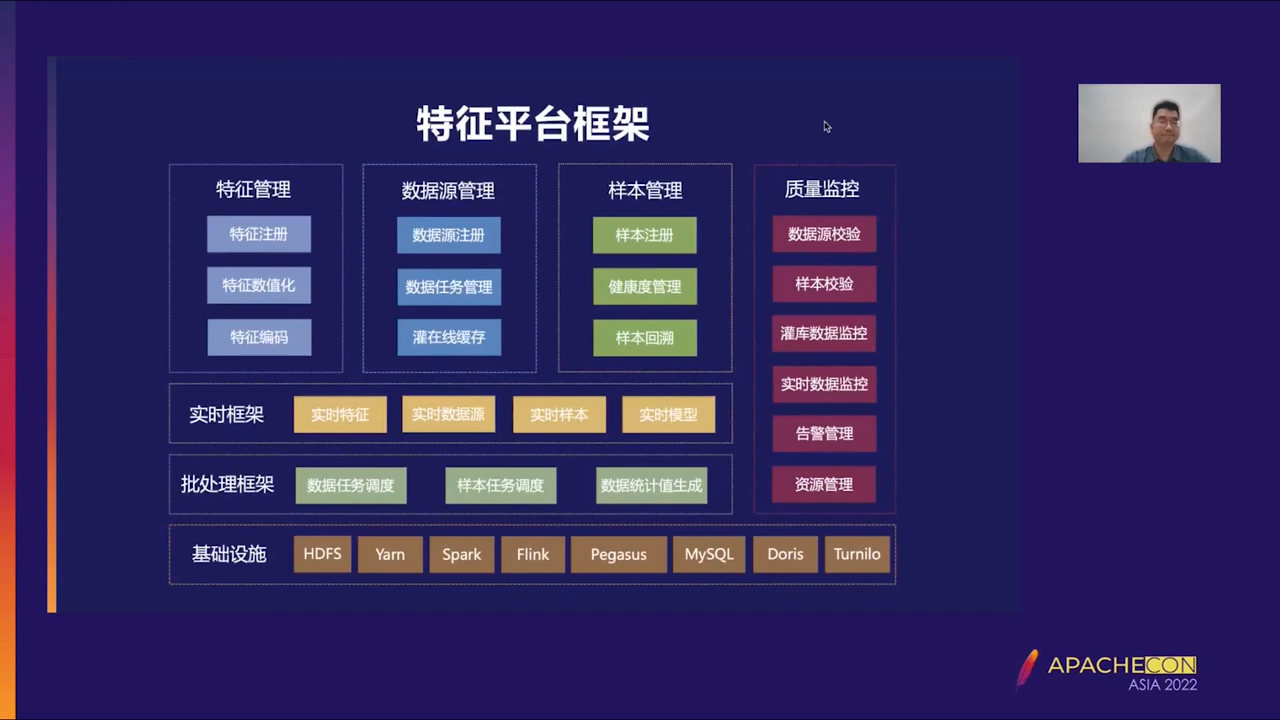 特征平台框架
特征管理
特征注册
特征数值化
特征编码
数据源管理
数据源注册
数据任务管理
灌在线缓存
样本管理
样本注册
健康度管理
样本回溯
质量监控
数据源校验
样本校验
灌库数据监控
实时数据监控
告警管理
资源管理
实时框架 实时特征 实时数据源 实时样本 实时模型
批处理框架 数据任务调度 样本任务调度 数据统计值生成
基础设施 HDFS Yarn Spark Flink Pegasus MySQL Doris Turnilo
APACHECON
ASIA 2022